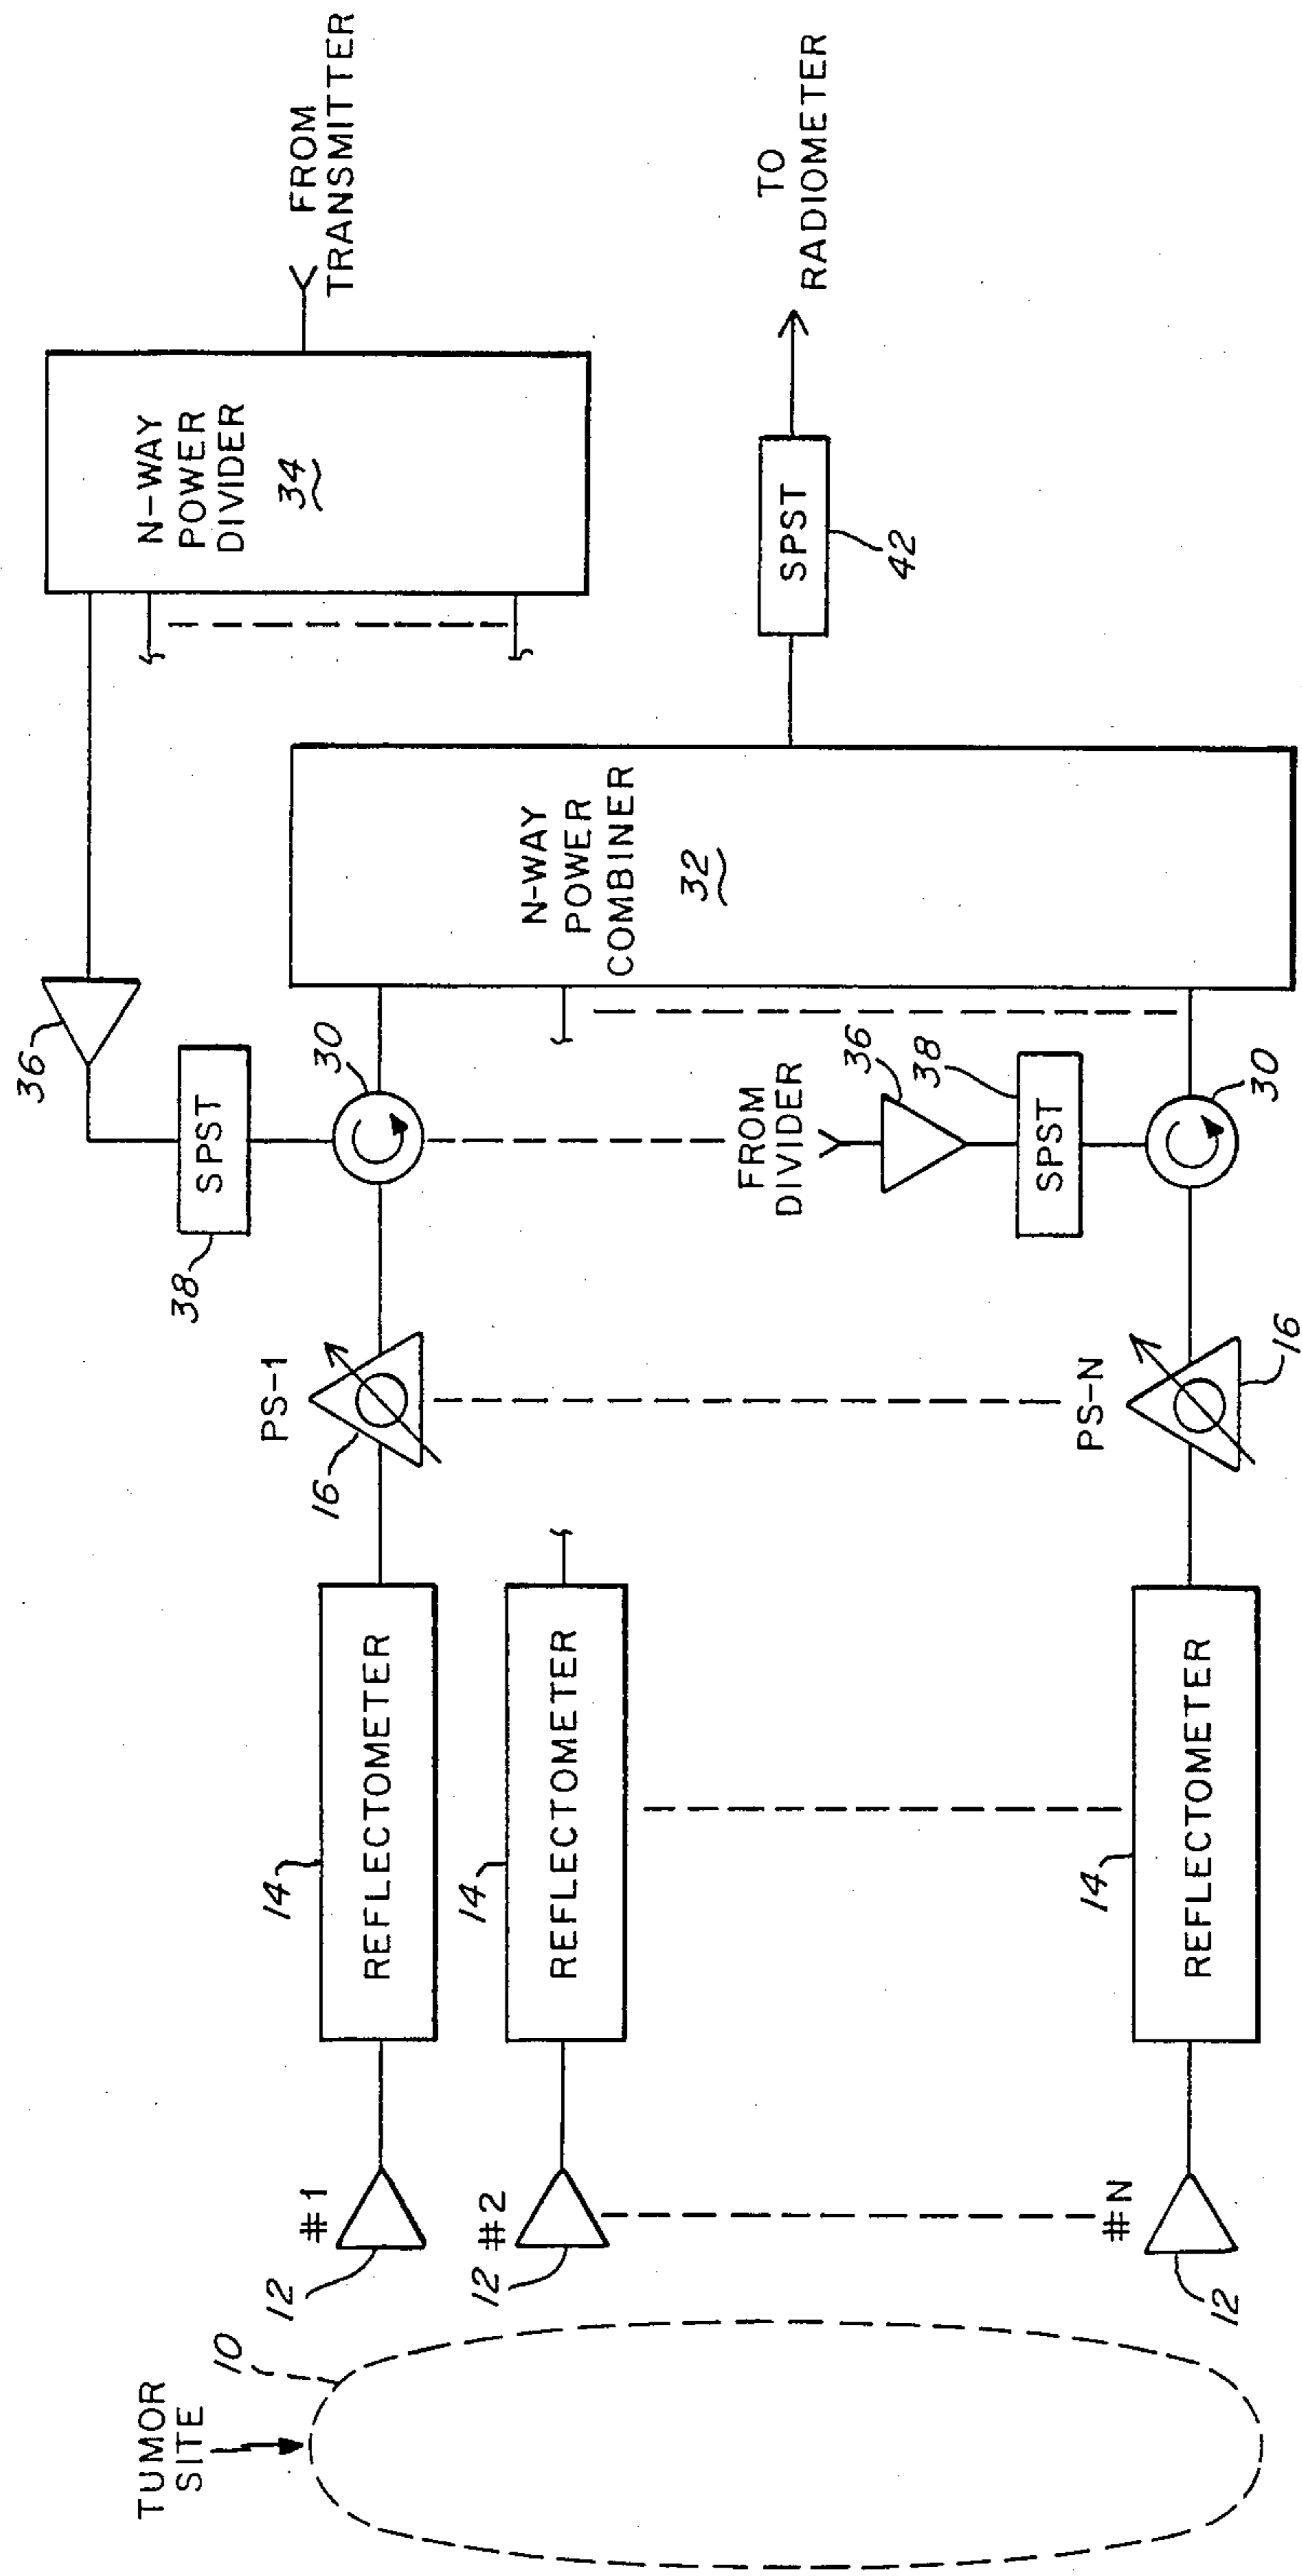 TUMOR
SITE
10
#1
12
#2
12
#N
12
14
REFLECTOMETER
14
REFLECTOMETER
14
REFLECTOMETER
PS-1
16
PS-N
16
38
SPST
36
30
FROM
DIVIDER
36
38
SPST
30
N-WAY
POWER
COMBINER
32
N-WAY
POWER
DIVIDER
34
SPST
42
FROM
TRANSMITTER
TO
RADIOMETER